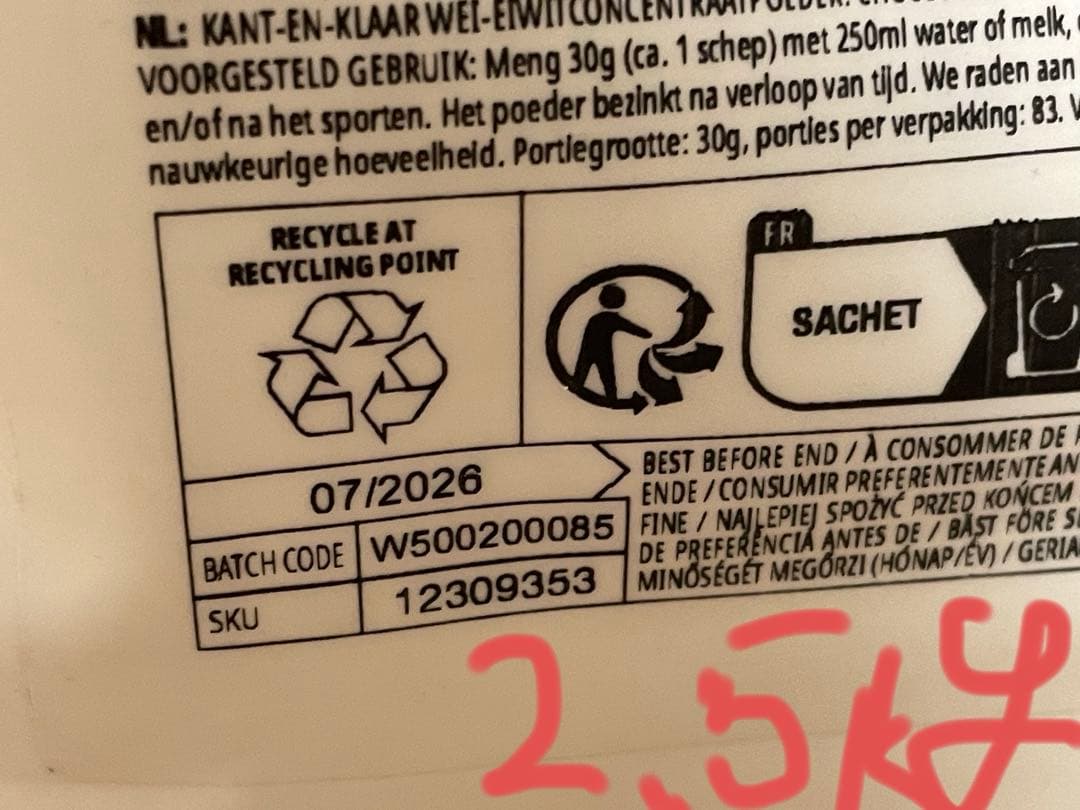 NL: KANT-EN-KLAAR WEI-EIWITCONCENTRAATPOEDER.
VOORGESTELD GEBRUIK: Meng 30g (ca. 1 schep) met 250ml water of melk,
en/of na het sporten. Het poeder bezinkt na verloop van tijd. We raden aan
nauwkeurige hoeveelheid. Portiegrootte: 30g, porties per verpakking: 83.
RECYCLE AT
RECYCLING POINT
FR
SACHET
07/2026
BATCH CODE W500200085
SKU 12309353
BEST BEFORE END / À CONSOMMER DE
ENDE / CONSUMIR PREFERENTEMENTE AN
FINE / NAJLEPIEJ SPOŻYĆ PRZED KOŃCEM
DE PREFERÊNCIA ANTES DE / BÄST FÖRE
MINŐSÉGÉT MEGŐRZI (HÓNAP/ÉV) / GERIA
2.5kg